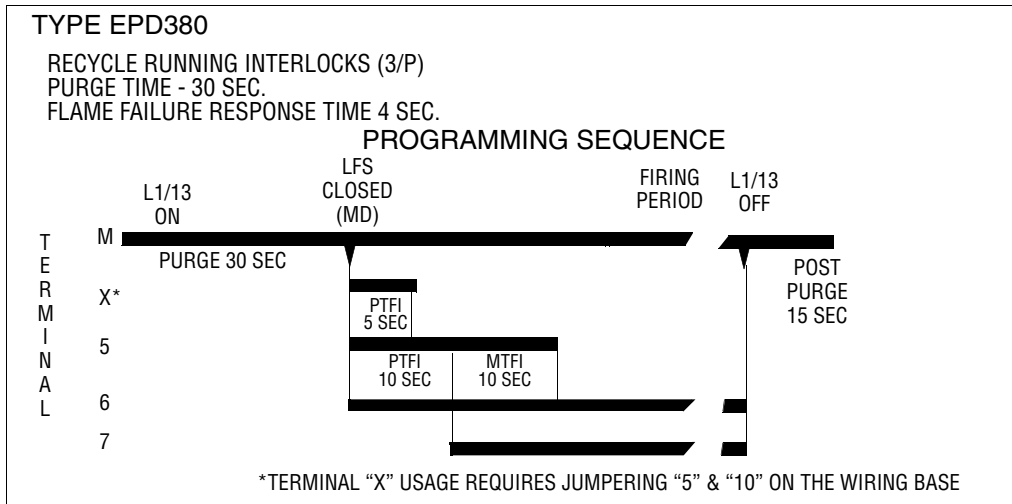 TYPE EPD380
RECYCLE RUNNING INTERLOCKS (3/P)
PURGE TIME - 30 SEC.
FLAME FAILURE RESPONSE TIME 4 SEC.
PROGRAMMING SEQUENCE
L1/13
ON
LFS
CLOSED
(MD)
FIRING
PERIOD
L1/13
OFF
TERMINAL
M
PURGE 30 SEC
POST
PURGE
15 SEC
X*
PTFI
5 SEC
5
PTFI
10 SEC
MTFI
10 SEC
6
7
*TERMINAL “X” USAGE REQUIRES JUMPERING “5” & “10” ON THE WIRING BASE